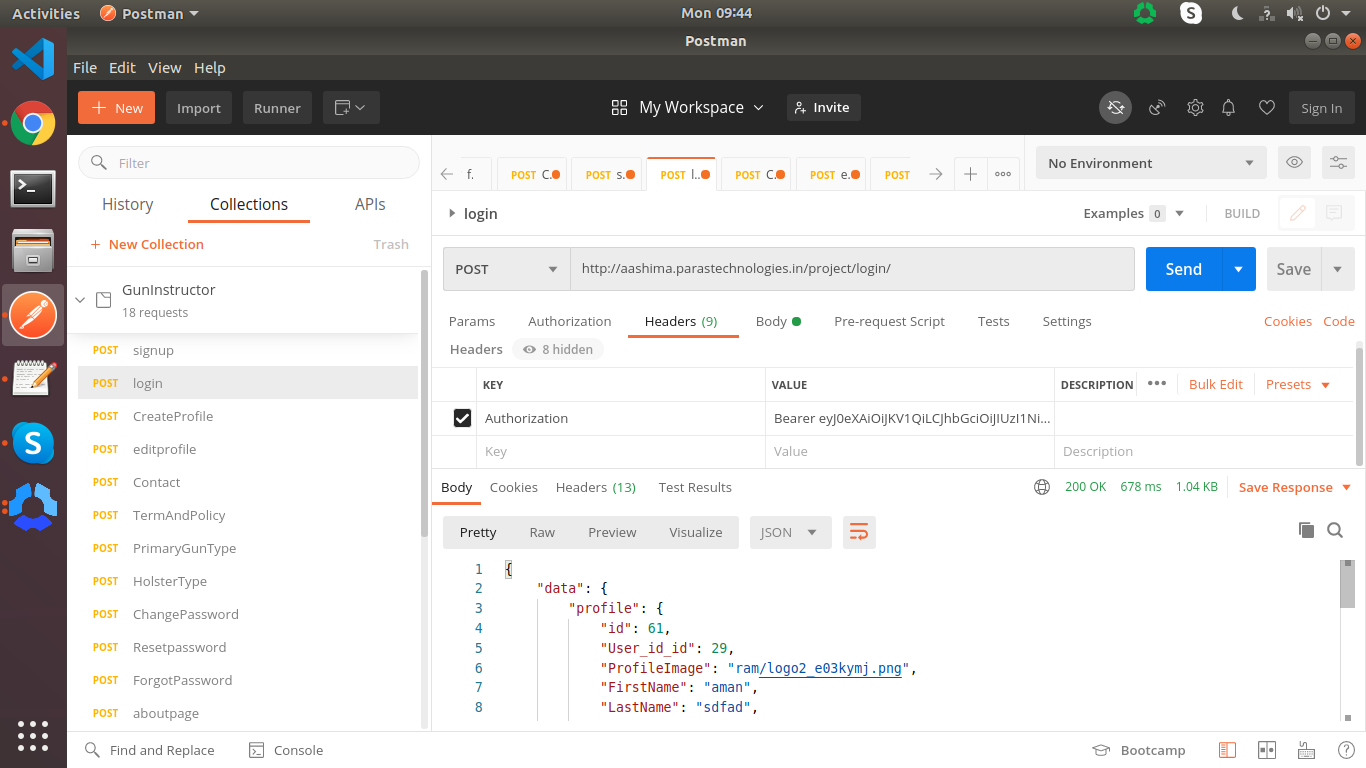 Activities Postman Mon 09:44
Postman
File Edit View Help
New Import Runner My Workspace Invite Sign In
Filter
History Collections APIs
New Collection Trash
GunInstructor
18 requests
POST signup
POST login
POST CreateProfile
POST editprofile
POST Contact
POST TermAndPolicy
POST PrimaryGunType
POST HolsterType
POST ChangePassword
POST Resetpassword
POST ForgotPassword
POST aboutpage
f. POST C. POST s. POST l.. POST C. POST e. POST
No Environment
login Examples 0 BUILD
POST http://aashima.parastechnologies.in/project/login/ Send Save
Params Authorization Headers (9) Body Pre-request Script Tests Settings Cookies Code
Headers 8 hidden
KEY VALUE DESCRIPTION ••• Bulk Edit Presets
Authorization Bearer eyJ0eXAiOiJKV1QiLCJhbGciOiJIUzI1Ni...
Key Value Description
Body Cookies Headers (13) Test Results 200 OK 678 ms 1.04 KB Save Response
Pretty Raw Preview Visualize JSON
1 {
2 "data": {
3 "profile": {
4 "id": 61,
5 "User_id_id": 29,
6 "ProfileImage": "ram/logo2_e03kymj.png",
7 "FirstName": "aman",
8 "LastName": "sdfad",
Find and Replace Console Bootcamp